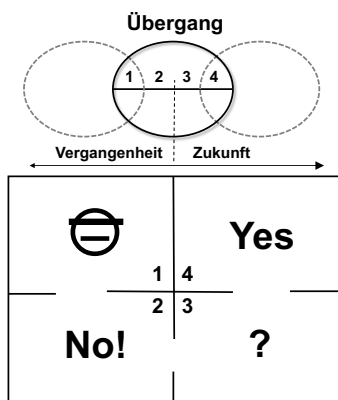 Übergang
1 2 3 4
Vergangenheit Zukunft
Yes
1 4
2 3
No! ?